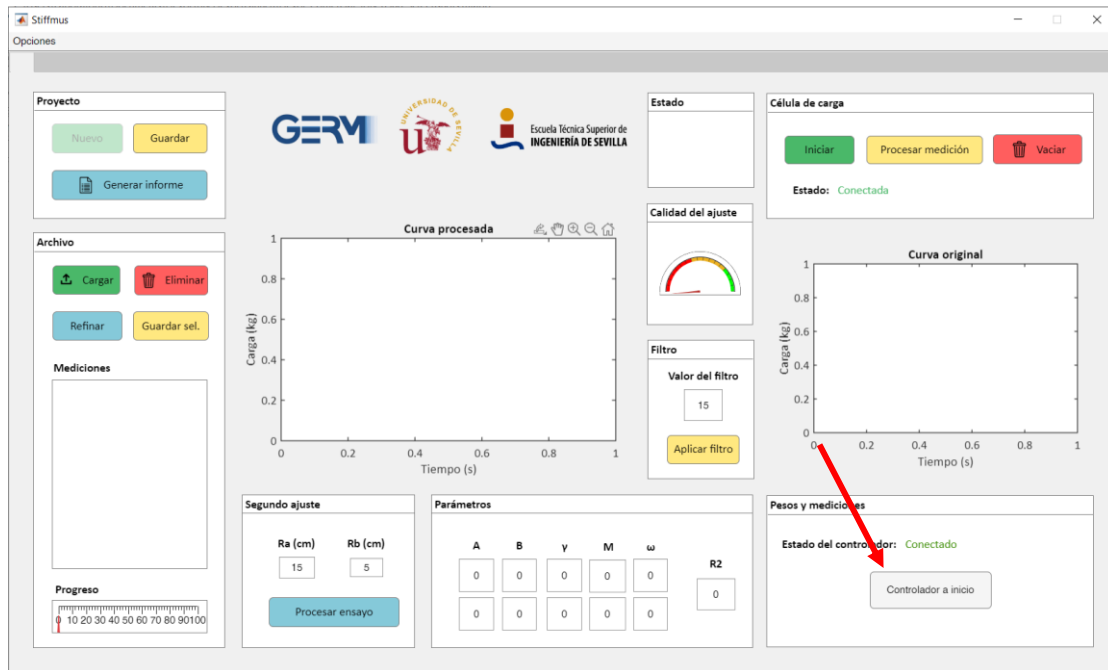 Stiffmus
Opciones
Proyecto
Nuevo
Guardar
Generar informe
GERM
UNIVERSIDAD DE SEVILLA
Escuela Técnica Superior de
INGENIERÍA DE SEVILLA
Estado
Célula de carga
Iniciar
Procesar medición
Vaciar
Estado: Conectada
Archivo
Cargar
Eliminar
Refinar
Guardar sel.
Mediciones
Progreso
0 10 20 30 40 50 60 70 80 90100
Curva procesada
1
0.8
0.6
0.4
0.2
0
Carga (kg)
0 0.2 0.4 0.6 0.8 1
Tiempo (s)
Calidad del ajuste
Filtro
Valor del filtro
15
Aplicar filtro
Curva original
1
0.8
0.6
0.4
0.2
0
Carga (kg)
0 0.2 0.4 0.6 0.8 1
Tiempo (s)
Segundo ajuste
Ra (cm) Rb (cm)
15 5
Procesar ensayo
Parámetros
A B γ M ω
0 0 0 0 0
0 0 0 0 0
R2
0
Pesos y mediciones
Estado del controlador: Conectado
Controlador a inicio